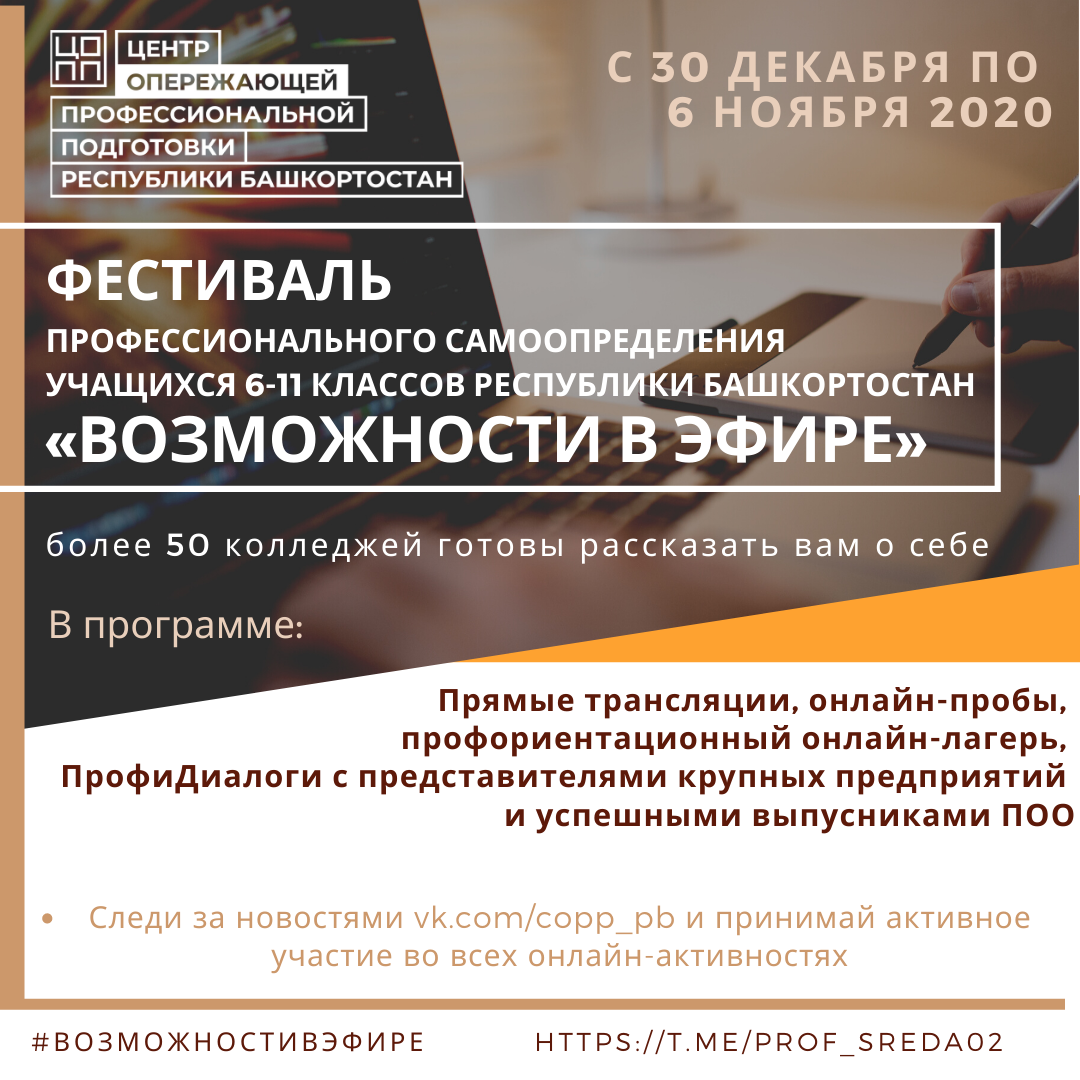 ЦО
ПП
ЦЕНТР
ОПЕРЕЖАЮЩЕЙ
ПРОФЕССИОНАЛЬНОЙ
ПОДГОТОВКИ
РЕСПУБЛИКИ БАШКОРТОСТАН
С 30 ДЕКАБРЯ ПО
6 НОЯБРЯ 2020
ФЕСТИВАЛЬ
ПРОФЕССИОНАЛЬНОГО САМООПРЕДЕЛЕНИЯ
УЧАЩИХСЯ 6-11 КЛАССОВ РЕСПУБЛИКИ БАШКОРТОСТАН
«ВОЗМОЖНОСТИ В ЭФИРЕ»
более 50 колледжей готовы рассказать вам о себе
В программе:
Прямые трансляции, онлайн-пробы,
профориентационный онлайн-лагерь,
ПрофиДиалоги с представителями крупных предприятий
и успешными выпусниками ПОО
• Следи за новостями vk.com/copp_pb и принимай активное
участие во всех онлайн-активностях
#ВОЗМОЖНОСТИВЭФИРЕ
HTTPS://T.ME/PROF_SREDA02